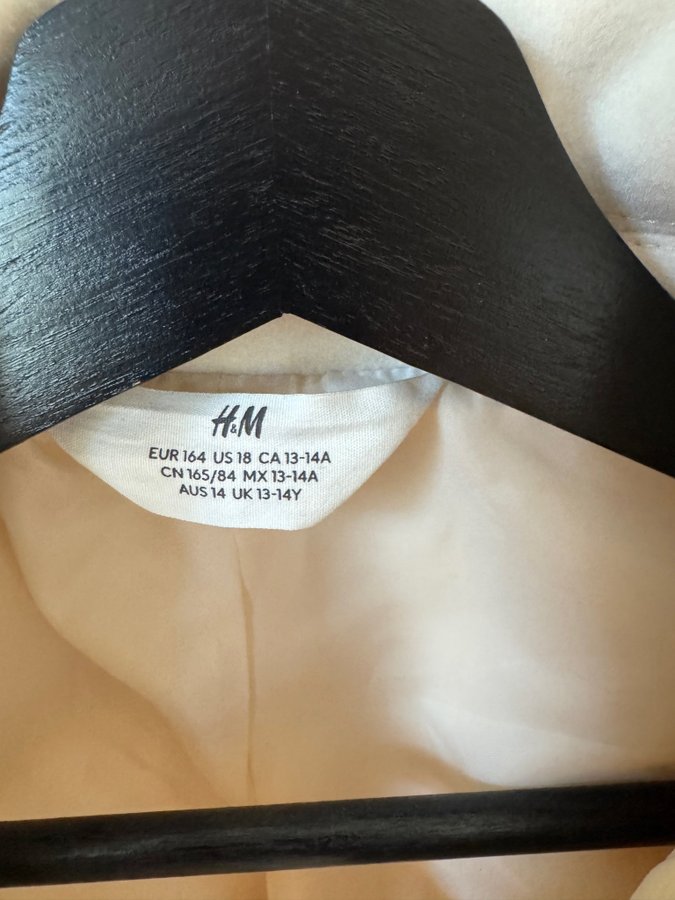 H&M
EUR 164 US 18 CA 13-14A
CN 165/84 MX 13-14A
AUS 14 UK 13-14Y